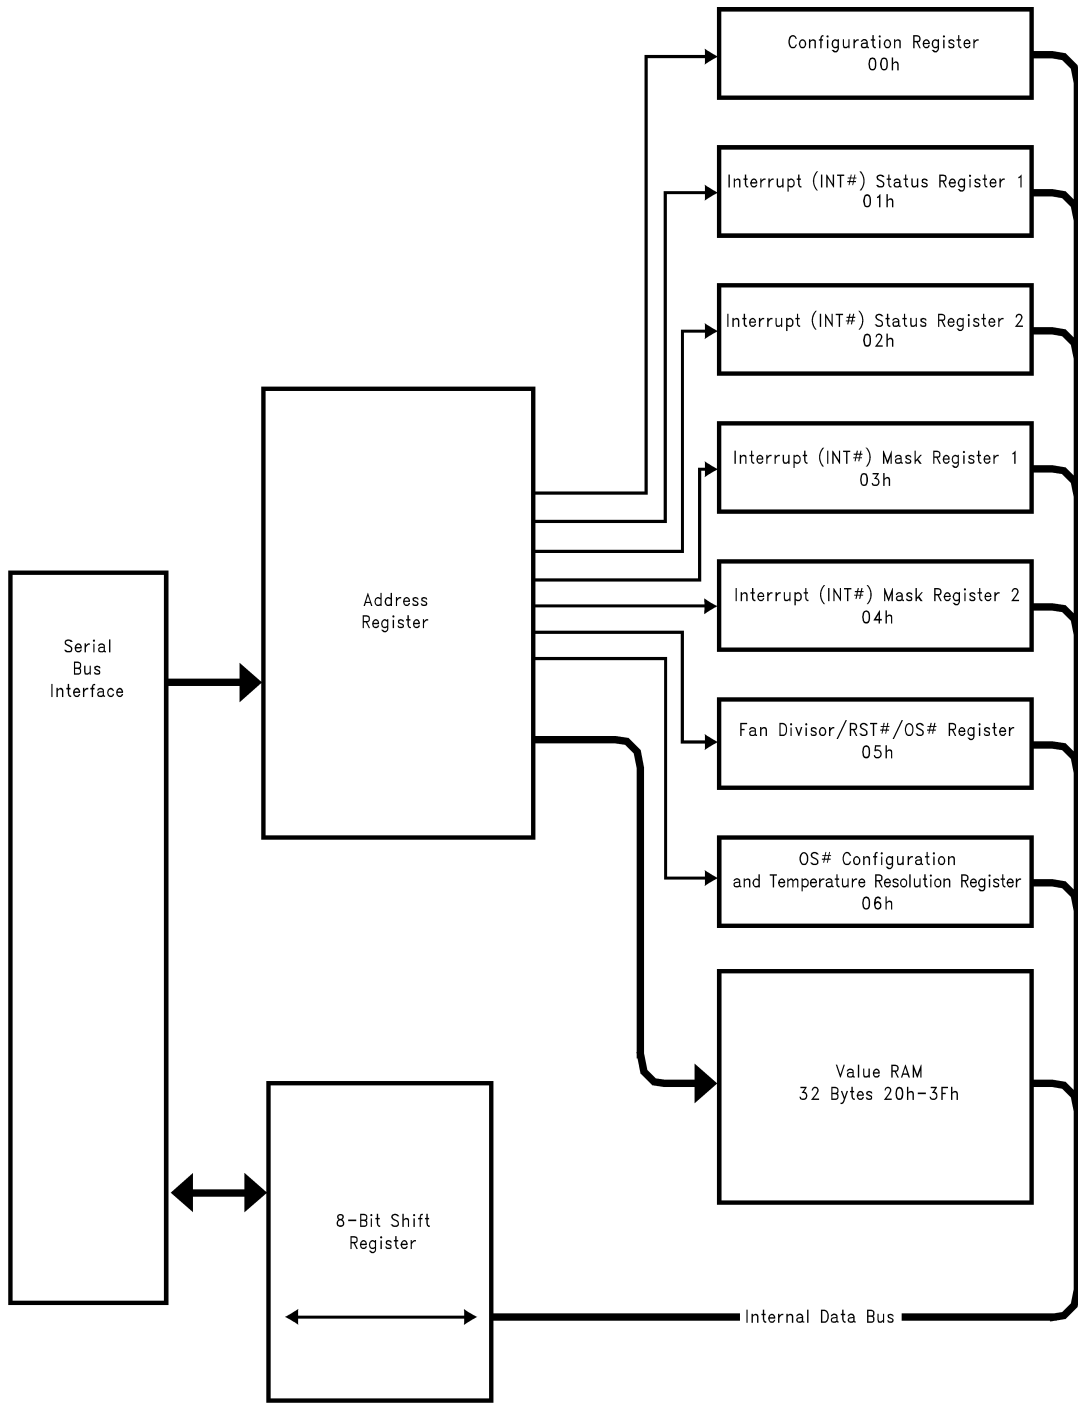 Configuration Register
00h
Interrupt (INT#) Status Register 1
01h
Interrupt (INT#) Status Register 2
02h
Interrupt (INT#) Mask Register 1
03h
Interrupt (INT#) Mask Register 2
04h
Address
Register
Serial
Bus
Interface
Fan Divisor/RST#/OS# Register
05h
OS# Configuration
and Temperature Resolution Register
06h
Value RAM
32 Bytes 20h-3Fh
8-Bit Shift
Register
Internal Data Bus